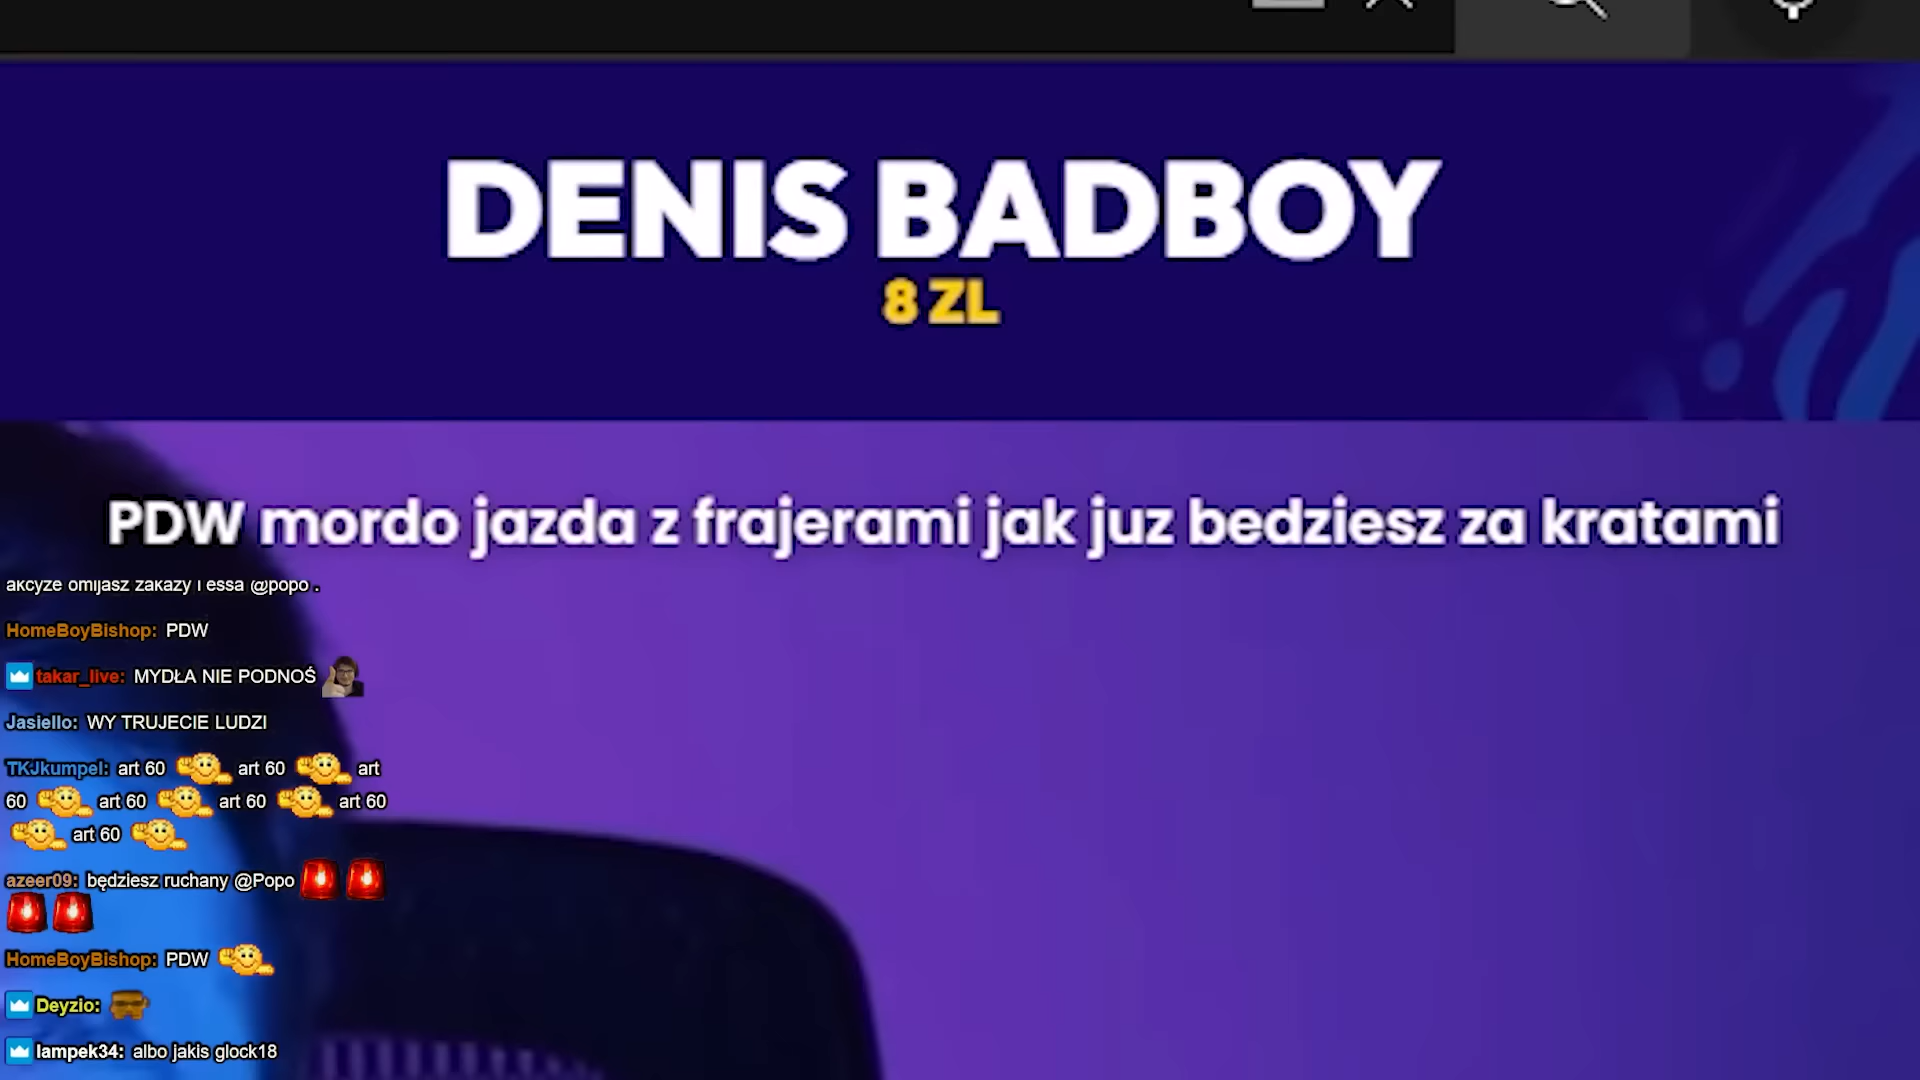 DENIS BADBOY
8 ZL
PDW mordo jazda z frajerami jak juz bedziesz za kratami
akcyze omijasz zakazy i essa @popo .
HomeBoyBishop: PDW
takar_live: MYDŁA NIE PODNOŚ
Jasiello: WY TRUJECIE LUDZI
TKJkumpel: art 60 art 60 art
60 art 60 art 60 art 60
art 60
azeer09: będziesz ruchany @Popo
HomeBoyBishop: PDW
Deyzio:
lampek34: albo jakis glock18